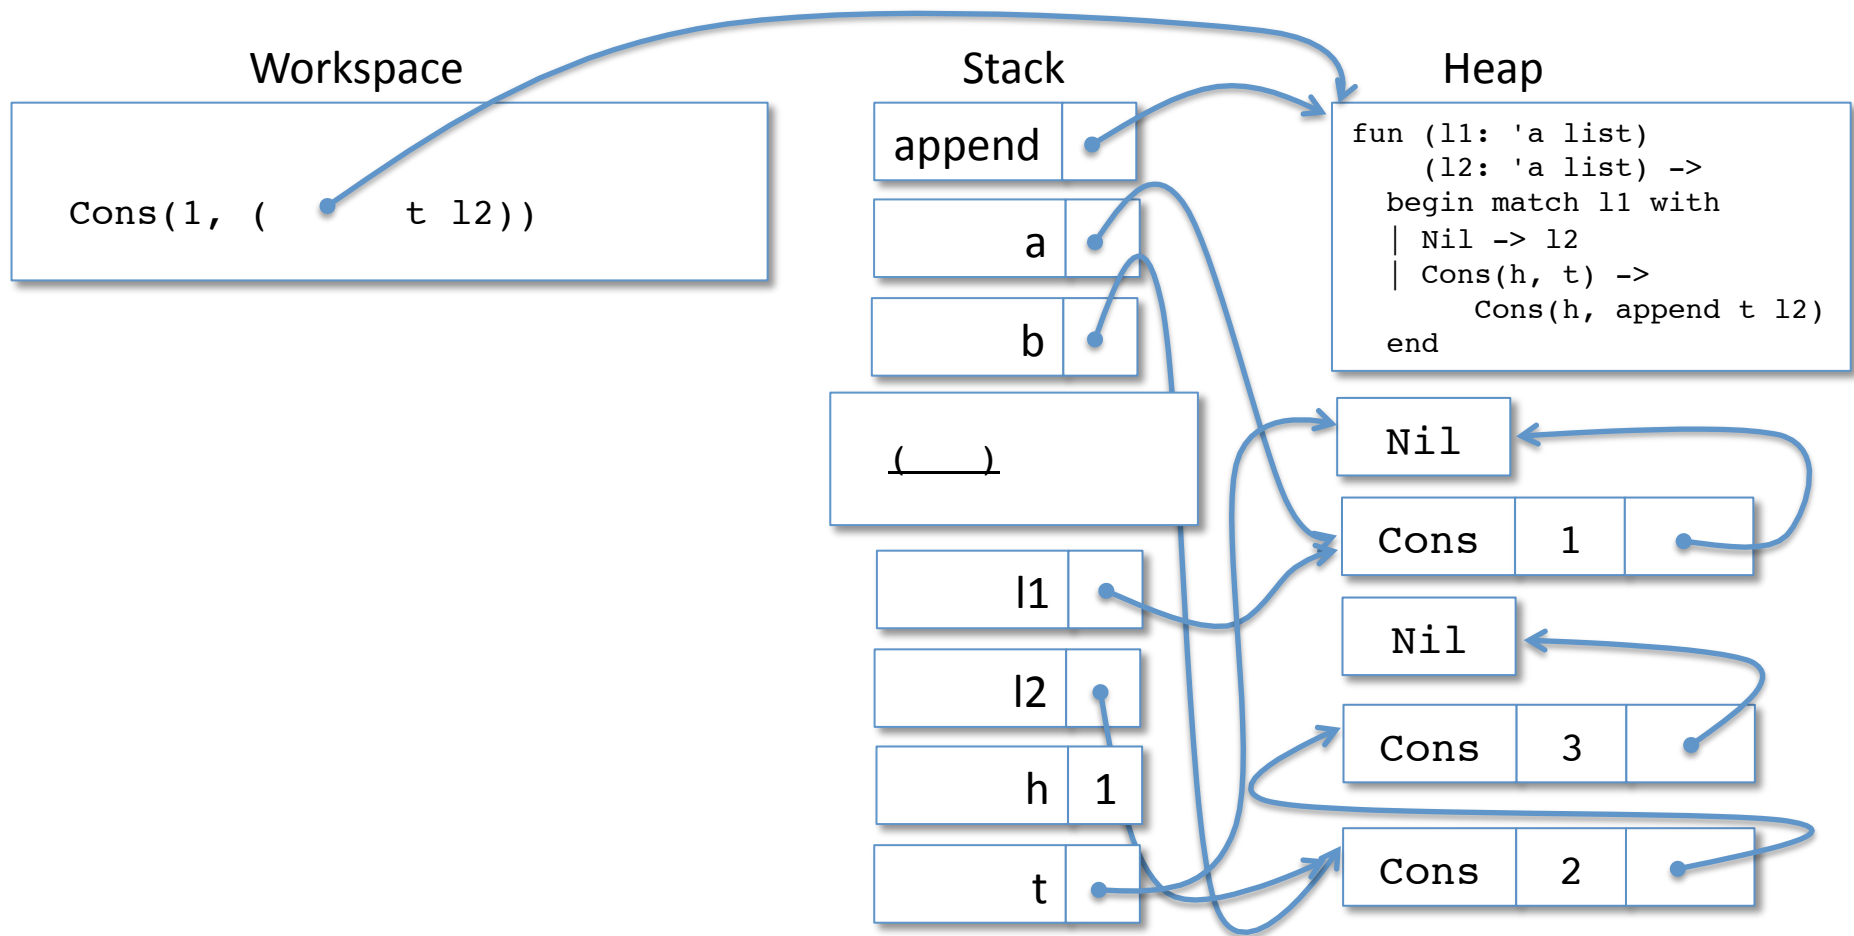 Workspace
Stack
Heap
Cons(1, ( t l2))
append
a
b
( )
l1
l2
h 1
t
fun (l1: 'a list)
(l2: 'a list) ->
begin match l1 with
| Nil -> l2
| Cons(h, t) ->
Cons(h, append t l2)
end
Nil
Cons 1
Nil
Cons 3
Cons 2